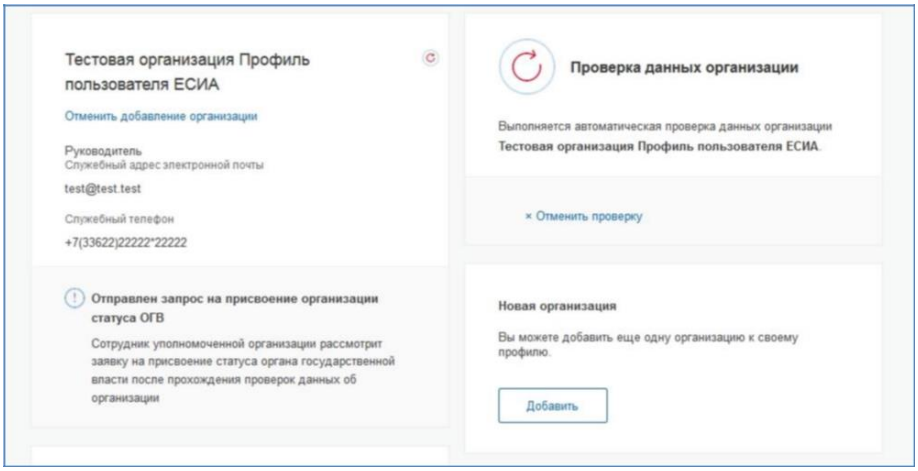 Тестовая организация Профиль
пользователя ЕСИА
Отменить добавление организации
Руководитель
Служебный адрес электронной почты
test@test.test
Служебный телефон
+7(33622)22222*22222
Отправлен запрос на присвоение организации
статуса ОГВ
Сотрудник уполномоченной организации рассмотрит
заявку на присвоение статуса органа государственной
власти после прохождения проверок данных об
организации
Проверка данных организации
Выполняется автоматическая проверка данных организации
Тестовая организация Профиль пользователя ЕСИА.
× Отменить проверку
Новая организация
Вы можете добавить еще одну организацию к своему
профилю.
Добавить